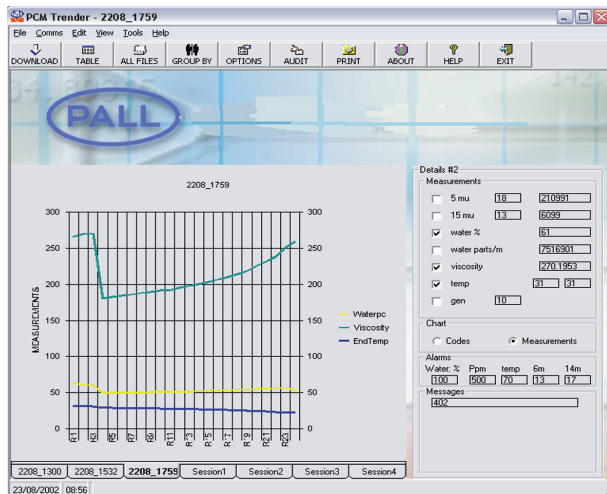 PCM Trender - 2208_1759
File Comms Edit View Tools Help
DOWNLOAD TABLE ALL FILES GROUP BY OPTIONS AUDIT PRINT ABOUT HELP EXIT
PALL
2208_1759
300 300
250 250
200 200
150 150
100 100
50 50
0 0
MEASUREMENTS
R1 R3 R5 R7 R9 R11 R13 R15 R17 R19 R21 R23
Waterpc
Viscosity
EndTemp
Details #2
Measurements
5 mu 18 210991
15 mu 13 6099
water % 61
water parts/m 7516901
viscosity 270.1953
temp 31 31
gen 10
Chart
Codes Measurements
Alarms
Water: % Ppm temp 6m 14m
100 500 70 13 17
Messages
402
2208_1300 2208_1532 2208_1759 Session1 Session2 Session3 Session4
23/08/2002 08:56